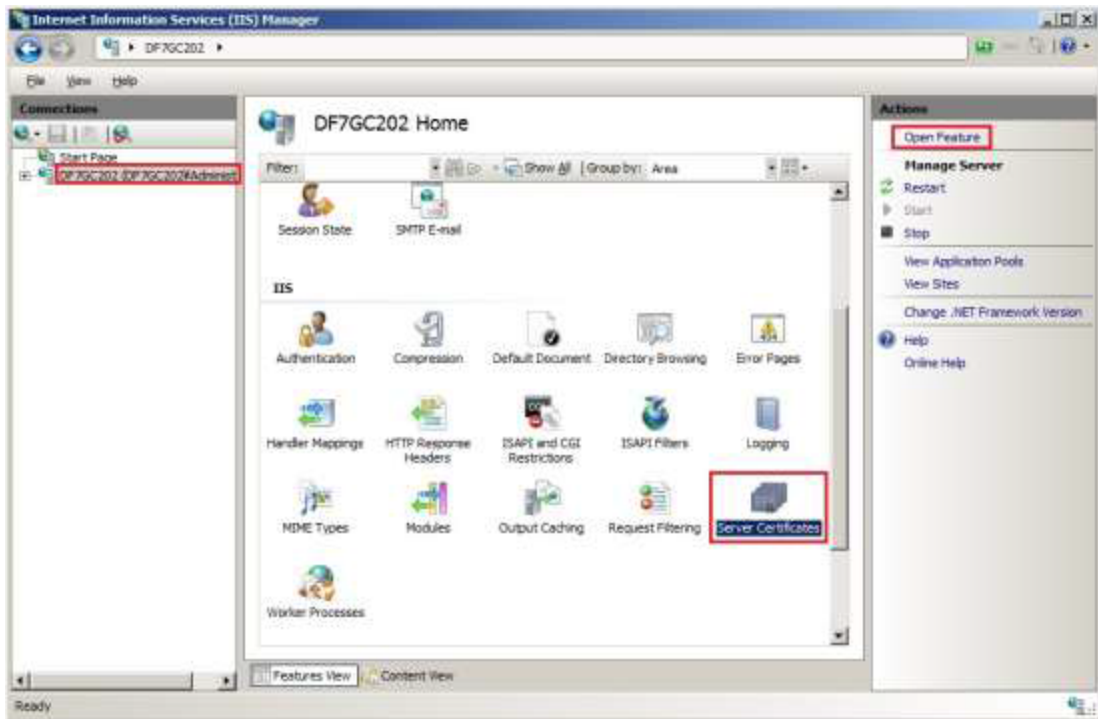 Internet Information Services (IIS) Manager
DF7GC202
File View Help
Connections
Start Page
DF7GC202 (DF7GC202\Administ
DF7GC202 Home
Filter: Go Show All Group by: Area
Session State
SMTP E-mail
IIS
Authentication
Compression
Default Document
Directory Browsing
Error Pages
Handler Mappings
HTTP Response
Headers
ISAPI and CGI
Restrictions
ISAPI Filters
Logging
MIME Types
Modules
Output Caching
Request Filtering
Server Certificates
Worker Processes
Features View
Content View
Actions
Open Feature
Manage Server
Restart
Start
Stop
View Application Pools
View Sites
Change .NET Framework Version
Help
Online Help
Ready